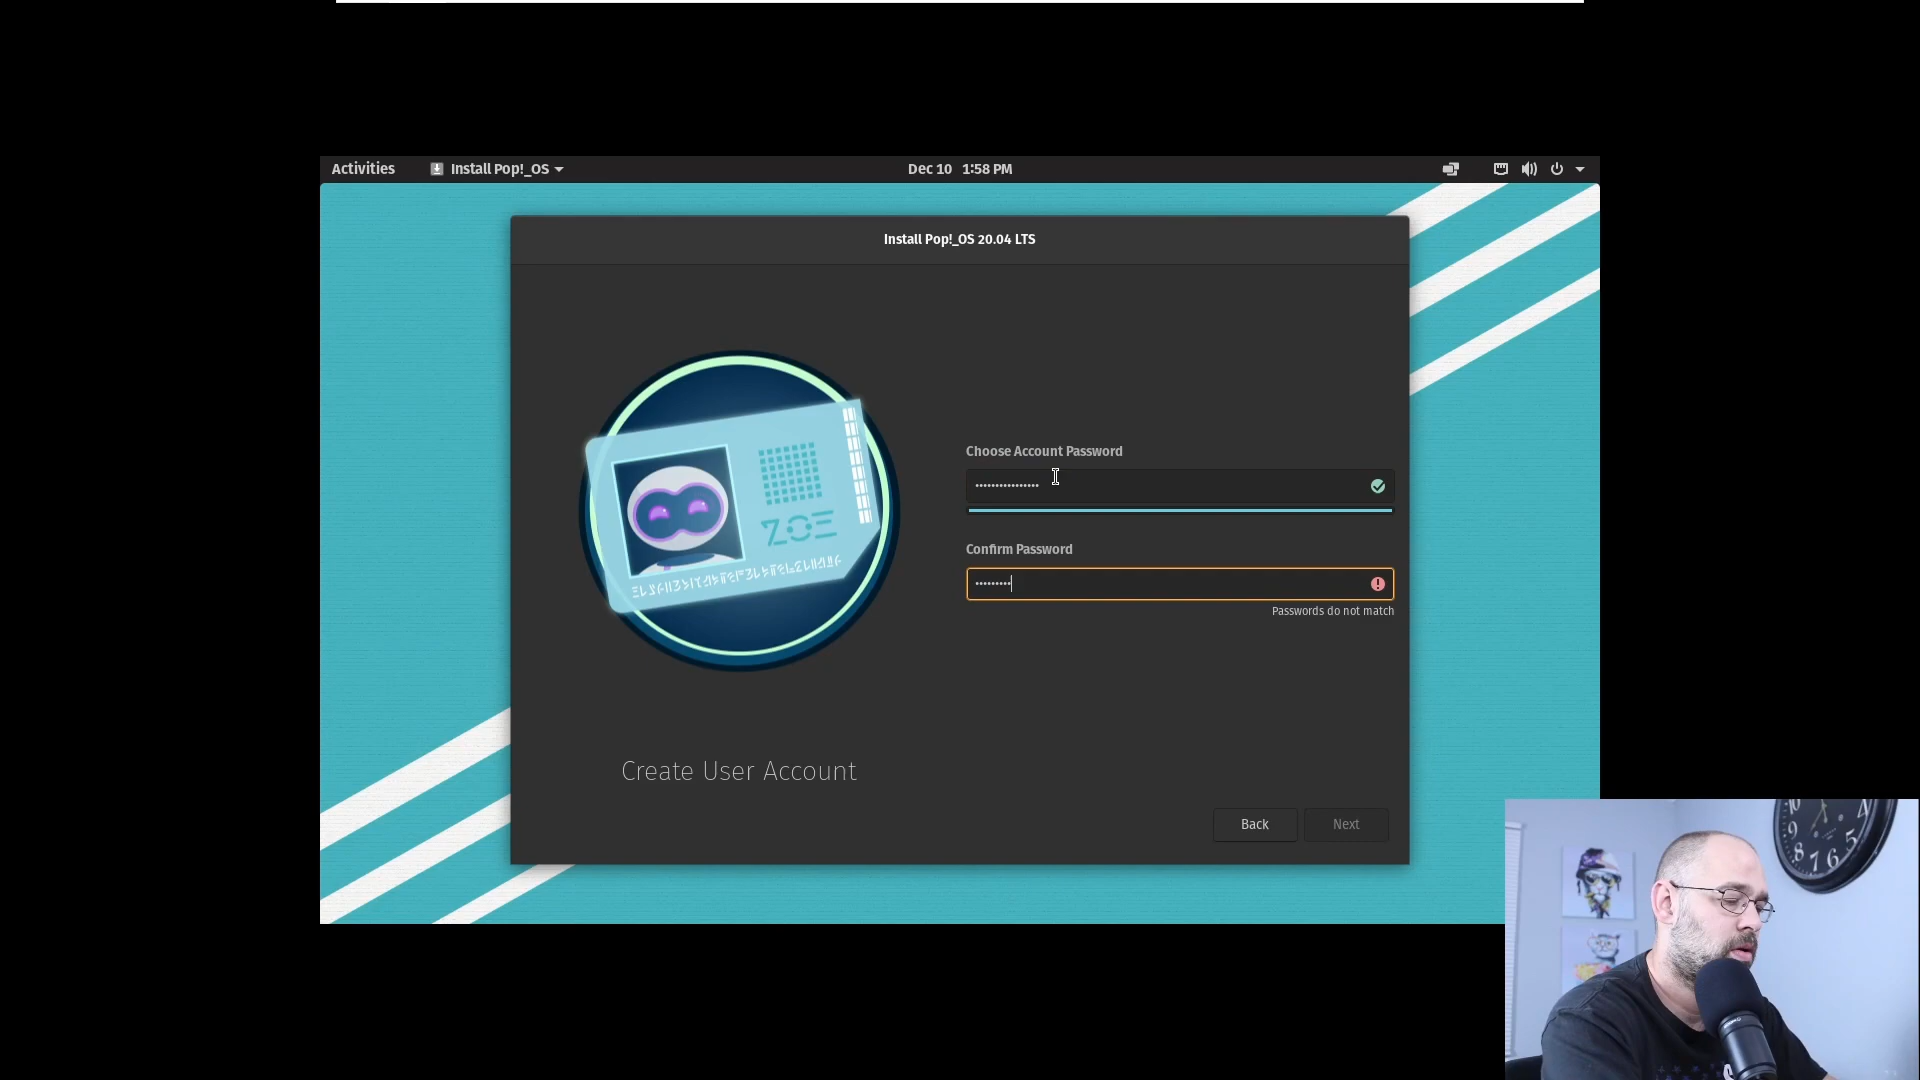 Activities Install Pop!_OS Dec 10 1:58 PM
Install Pop!_OS 20.04 LTS
Choose Account Password
••••••••••••••••
Confirm Password
•••••••••
Passwords do not match
ZOE
Create User Account
Back Next